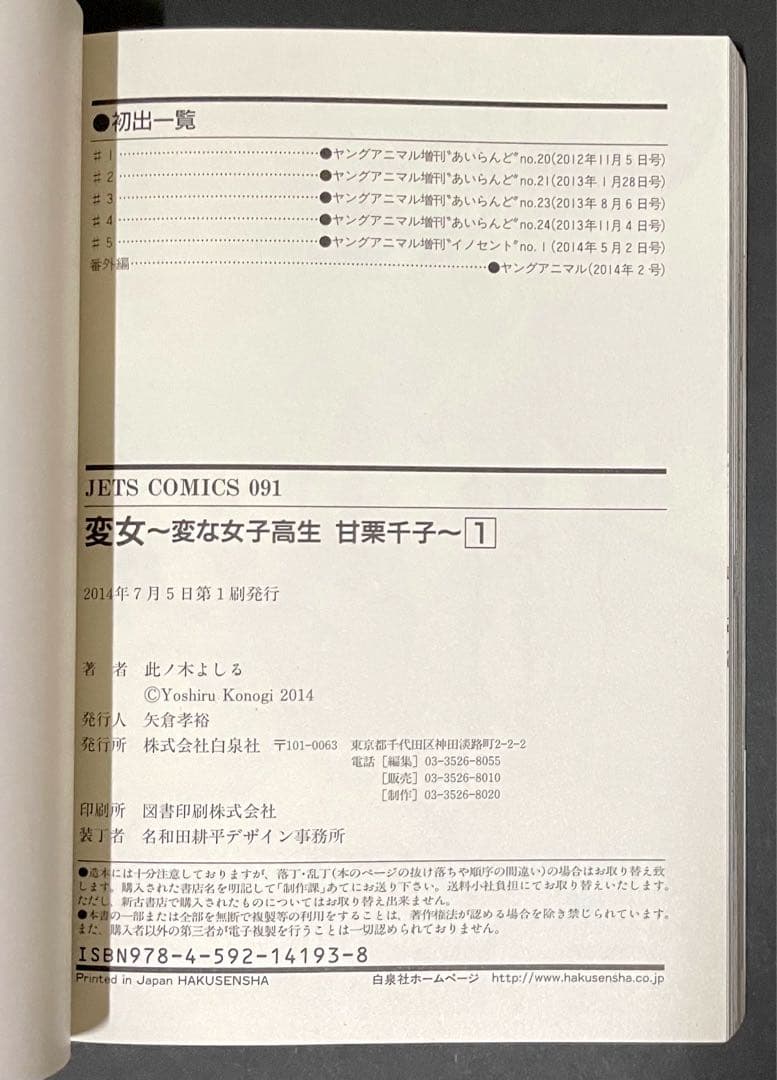 ●初出一覧
♯1……………………………●ヤングアニマル増刊〝あいらんど〟no.20(2012年11月5日号)
♯2……………………………●ヤングアニマル増刊〝あいらんど〟no.21(2013年1月28日号)
♯3……………………………●ヤングアニマル増刊〝あいらんど〟no.23(2013年8月6日号)
♯4……………………………●ヤングアニマル増刊〝あいらんど〟no.24(2013年11月4日号)
♯5……………………………●ヤングアニマル増刊〝イノセント〟no.1(2014年5月2日号)
番外編……………………………………………●ヤングアニマル(2014年2号)
JETS COMICS 091
変女～変な女子高生 甘栗千子～1
2014年7月5日第1刷発行
著 者 此ノ木よしる
©Yoshiru Konogi 2014
発行人 矢倉孝裕
発行所 株式会社白泉社 〒101-0063 東京都千代田区神田淡路町2-2-2
電話［編集］03-3526-8055
［販売］03-3526-8010
［制作］03-3526-8020
印刷所 図書印刷株式会社
装丁者 名和田耕平デザイン事務所
●造本には十分注意しておりますが、落丁・乱丁(本のページの抜け落ちや順序の間違い)の場合はお取り替え致
します。購入された書店名を明記して「制作課」あてにお送り下さい。送料小社負担にてお取り替えいたします。
ただし、新古書店で購入されたものについてはお取り替え出来ません。
●本書の一部または全部を無断で複製等の利用をすることは、著作権法が認める場合を除き禁じられています。
また、購入者以外の第三者が電子複製を行うことは一切認められておりません。
ISBN978-4-592-14193-8
Printed in Japan HAKUSENSHA 白泉社ホームページ http://www.hakusensha.co.jp